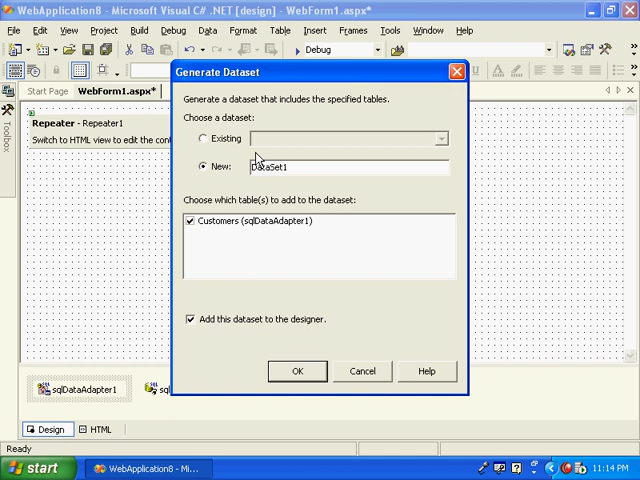 WebApplication8 - Microsoft Visual C# .NET [design] - WebForm1.aspx*
File Edit View Project Build Debug Data Format Table Insert Frames Tools Window Help
Debug
Start Page WebForm1.aspx*
Toolbox
Repeater - Repeater1
Switch to HTML view to edit the con
Generate Dataset
Generate a dataset that includes the specified tables.
Choose a dataset:
Existing
New: DataSet1
Choose which table(s) to add to the dataset:
Customers (sqlDataAdapter1)
Add this dataset to the designer.
OK Cancel Help
sqlDataAdapter1 sql
Design HTML
Ready
start WebApplication8 - Mi... 11:14 PM